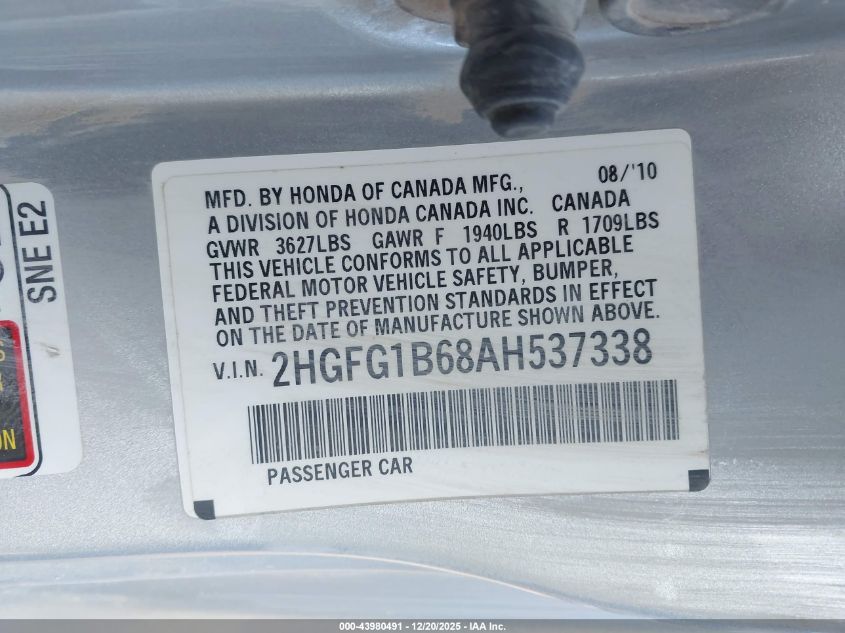 MFD. BY HONDA OF CANADA MFG., 08/'10
A DIVISION OF HONDA CANADA INC. CANADA
GVWR 3627LBS GAWR F 1940LBS R 1709LBS
THIS VEHICLE CONFORMS TO ALL APPLICABLE
FEDERAL MOTOR VEHICLE SAFETY, BUMPER,
AND THEFT PREVENTION STANDARDS IN EFFECT
ON THE DATE OF MANUFACTURE SHOWN ABOVE.
V.I.N. 2HGFG1B68AH537338
PASSENGER CAR
SNE E2
000-43980491 - 12/20/2025 - IAA Inc.